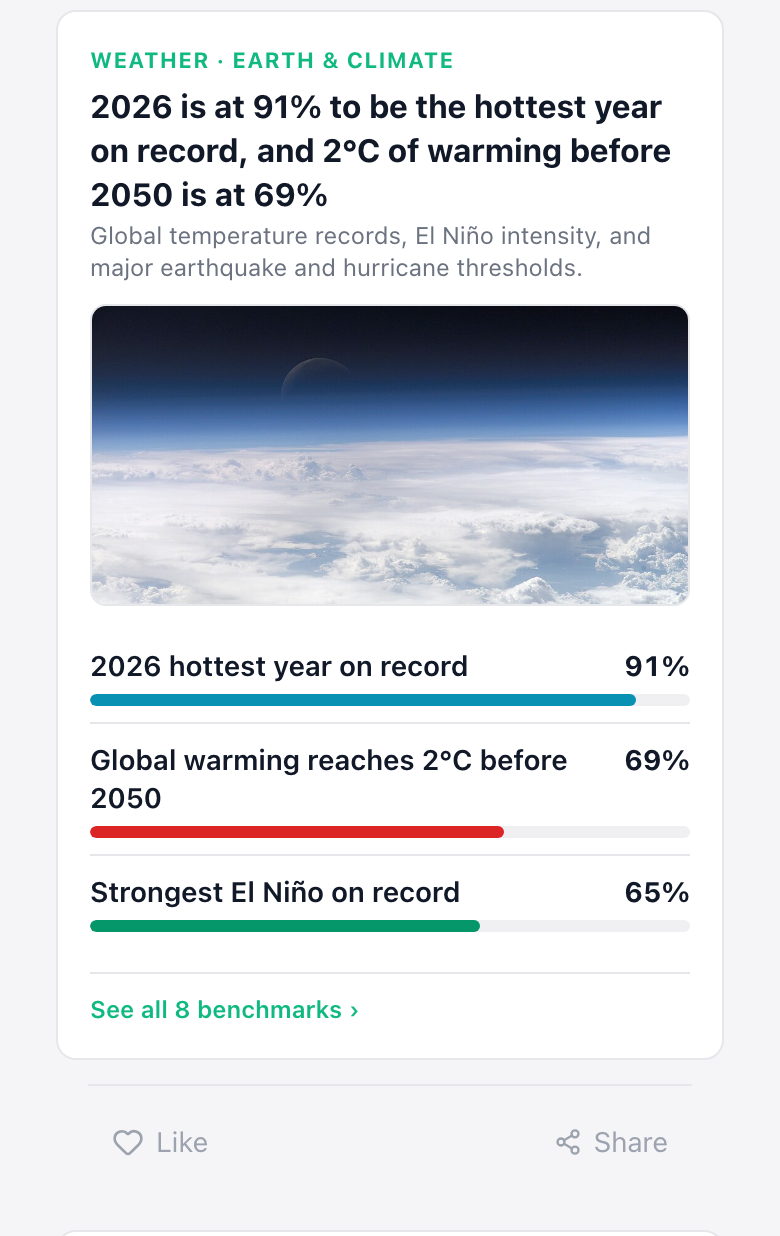 WEATHER · EARTH & CLIMATE
2026 is at 91% to be the hottest year
on record, and 2°C of warming before
2050 is at 69%
Global temperature records, El Niño intensity, and
major earthquake and hurricane thresholds.
2026 hottest year on record 91%
Global warming reaches 2°C before 69%
2050
Strongest El Niño on record 65%
See all 8 benchmarks ›
Like Share